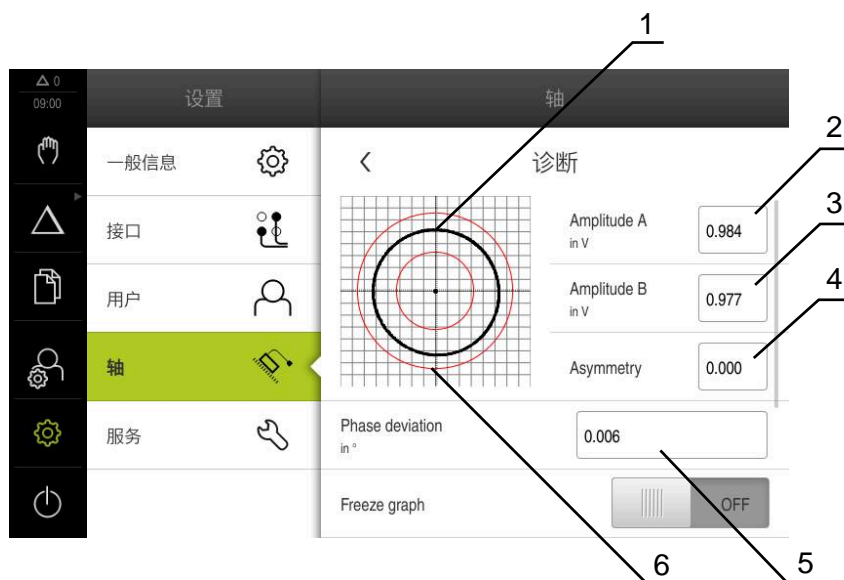 1
△ 0
09:00
设置
轴
2
一般信息
诊断
Amplitude A
in V
0.984
3
接口
4
用户
Amplitude B
in V
0.977
轴
Asymmetry
0.000
服务
Phase deviation
in °
0.006
Freeze graph
OFF
6
5